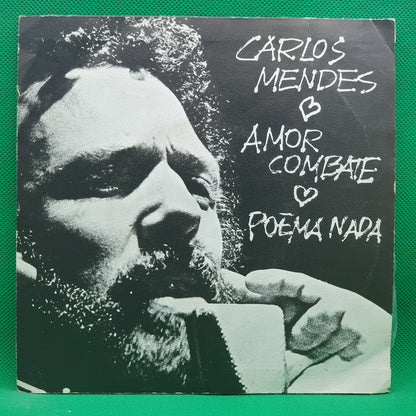 CARLOS
MENDES
AMOR
COMBATE
POEMA NADA